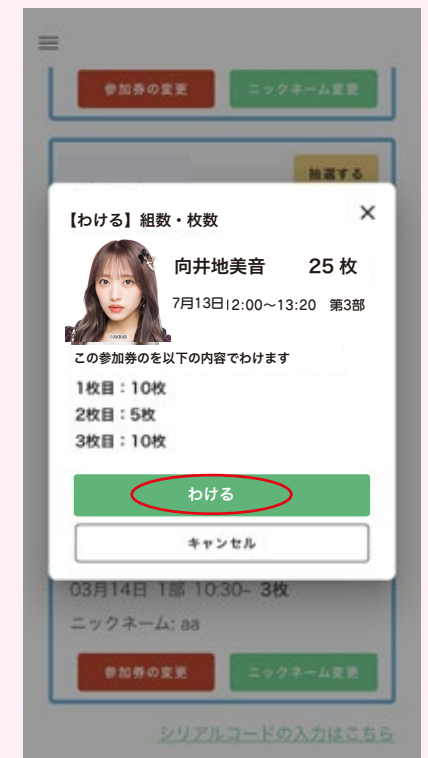 参加券の変更 ニックネーム変更
抽選する
【わける】組数・枚数 ×
向井地美音 25 枚
7月13日12:00〜13:20 第3部
©AKB48
この参加券のを以下の内容でわけます
1枚目：10枚
2枚目：5枚
3枚目：10枚
わける
キャンセル
03月14日 1部 10:30- 3枚
ニックネーム: aa
参加券の変更 ニックネーム変更
シリアルコードの入力はこちら